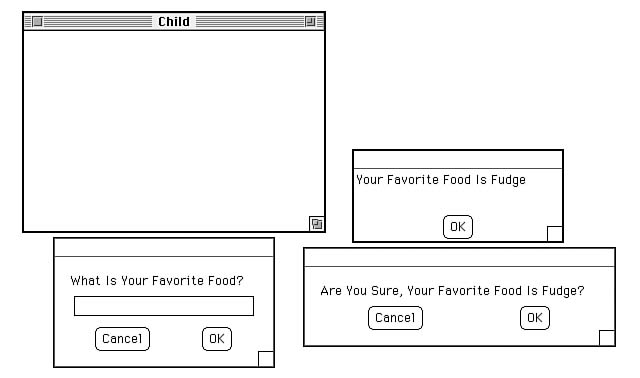 Child
Your Favorite Food Is Fudge
OK
What Is Your Favorite Food?
Cancel
OK
Are You Sure, Your Favorite Food Is Fudge?
Cancel
OK